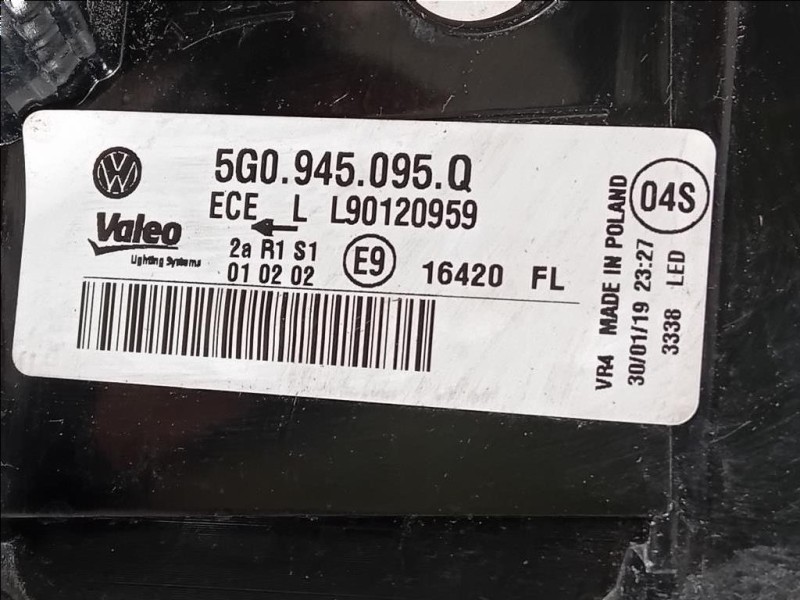 5G0.945.095.Q
ECE L L90120959
Valeo
Lighting Systems
2a R1 S1
01 02 02
E9
16420 FL
04S
VR4 MADE IN POLAND
30/01/19 23:27
3338 LED